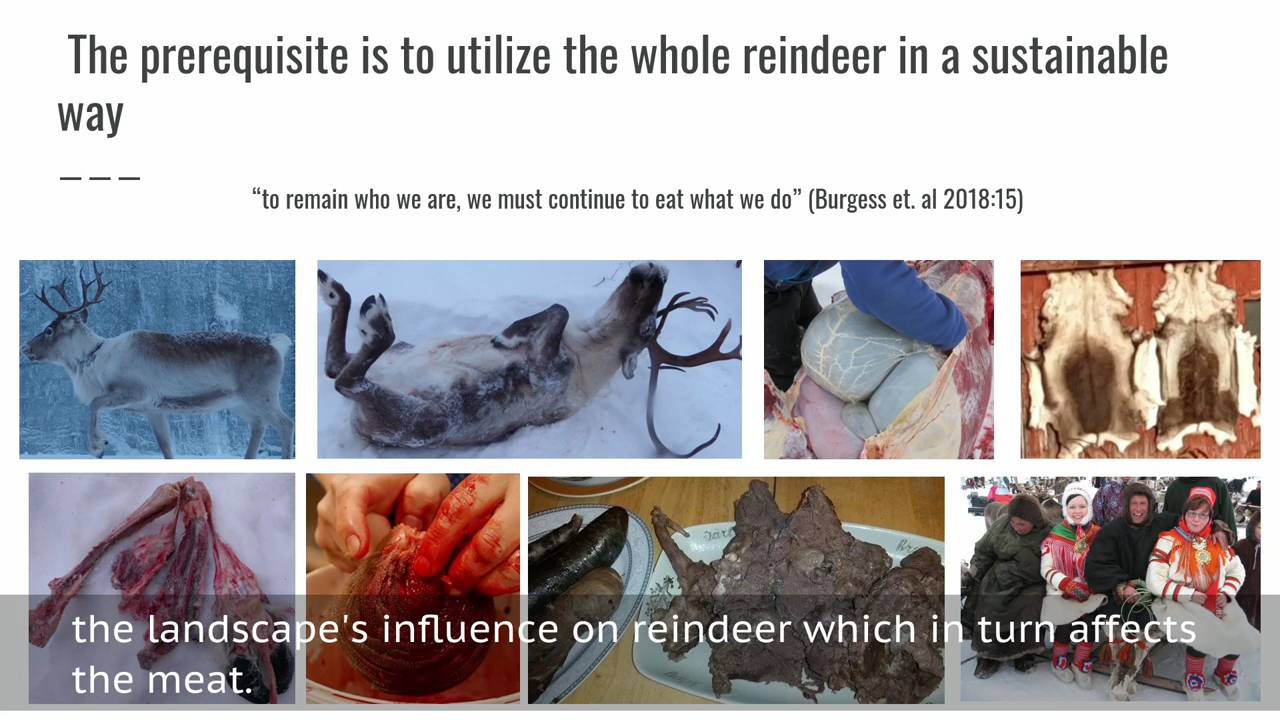 The prerequisite is to utilize the whole reindeer in a sustainable
way
“to remain who we are, we must continue to eat what we do” (Burgess et. al 2018:15)
the landscape's influence on reindeer which in turn affects
the meat.